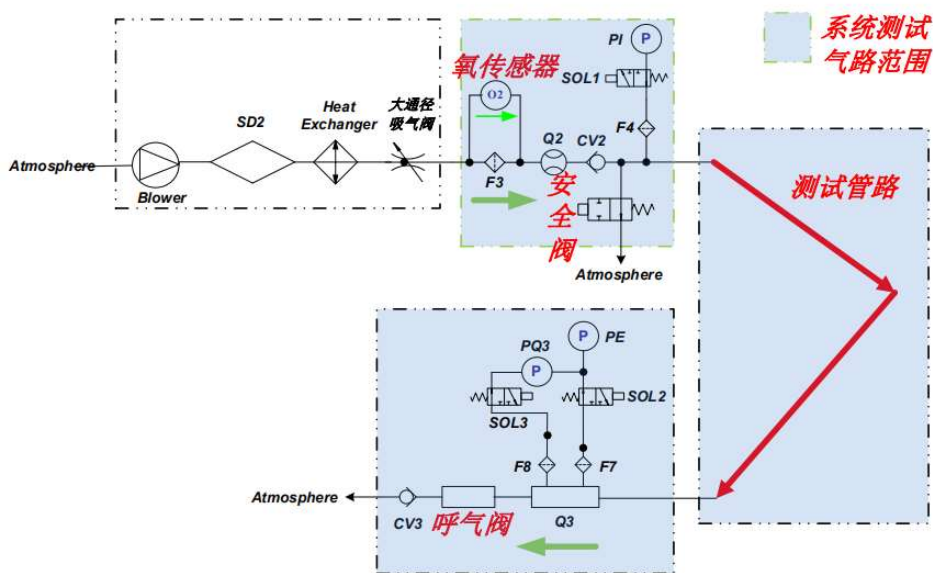 系统测试
气路范围
PI
P
SOL1
氧传感器
O2
大通径
吸气阀
Heat
Exchanger
SD2
F4
Q2
CV2
Atmosphere
Blower
F3
安
全
阀
测试管路
Atmosphere
PQ3
P
P
PE
SOL3
SOL2
F8
F7
Atmosphere
CV3
呼气阀
Q3